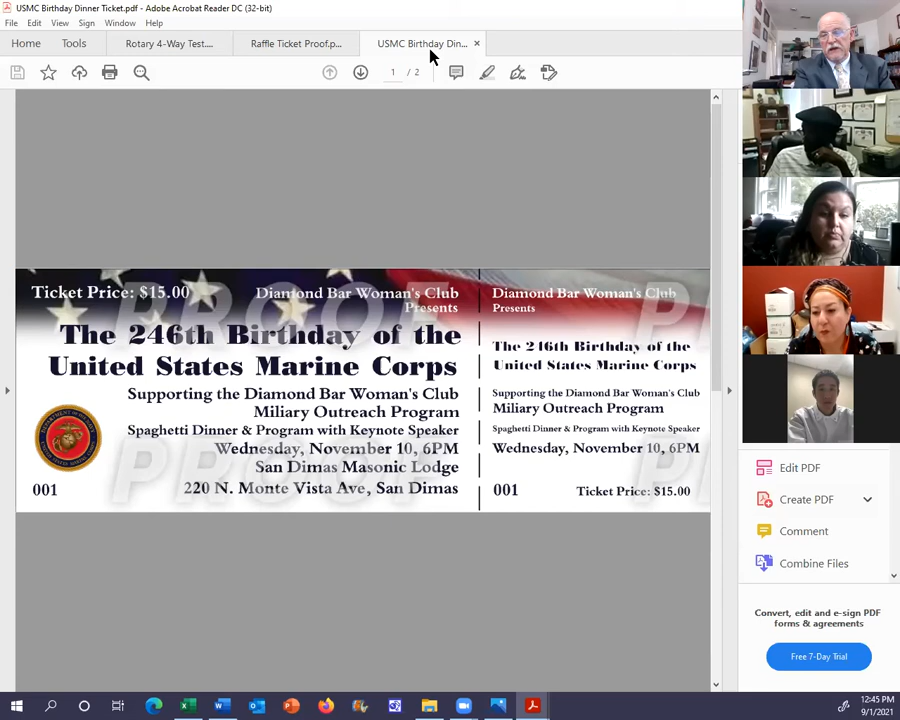 USMC Birthday Dinner Ticket.pdf - Adobe Acrobat Reader DC (32-bit)
File Edit View Sign Window Help
Home Tools Rotary 4-Way Test.... Raffle Ticket Proof.p... USMC Birthday Din... ×
1 / 2
Ticket Price: $15.00
Diamond Bar Woman's Club
Presents
The 246th Birthday of the
United States Marine Corps
Supporting the Diamond Bar Woman's Club
Miliary Outreach Program
Spaghetti Dinner & Program with Keynote Speaker
Wednesday, November 10, 6PM
San Dimas Masonic Lodge
001
220 N. Monte Vista Ave, San Dimas
PROOF
PROOF
Diamond Bar Woman's Club
Presents
The 246th Birthday of the
United States Marine Corps
Supporting the Diamond Bar Woman's Club
Miliary Outreach Program
Spaghetti Dinner & Program with Keynote Speaker
Wednesday, November 10, 6PM
001
Ticket Price: $15.00
Edit PDF
Create PDF
Comment
Combine Files
Convert, edit and e-sign PDF
forms & agreements
Free 7-Day Trial
12:45 PM
9/1/2021